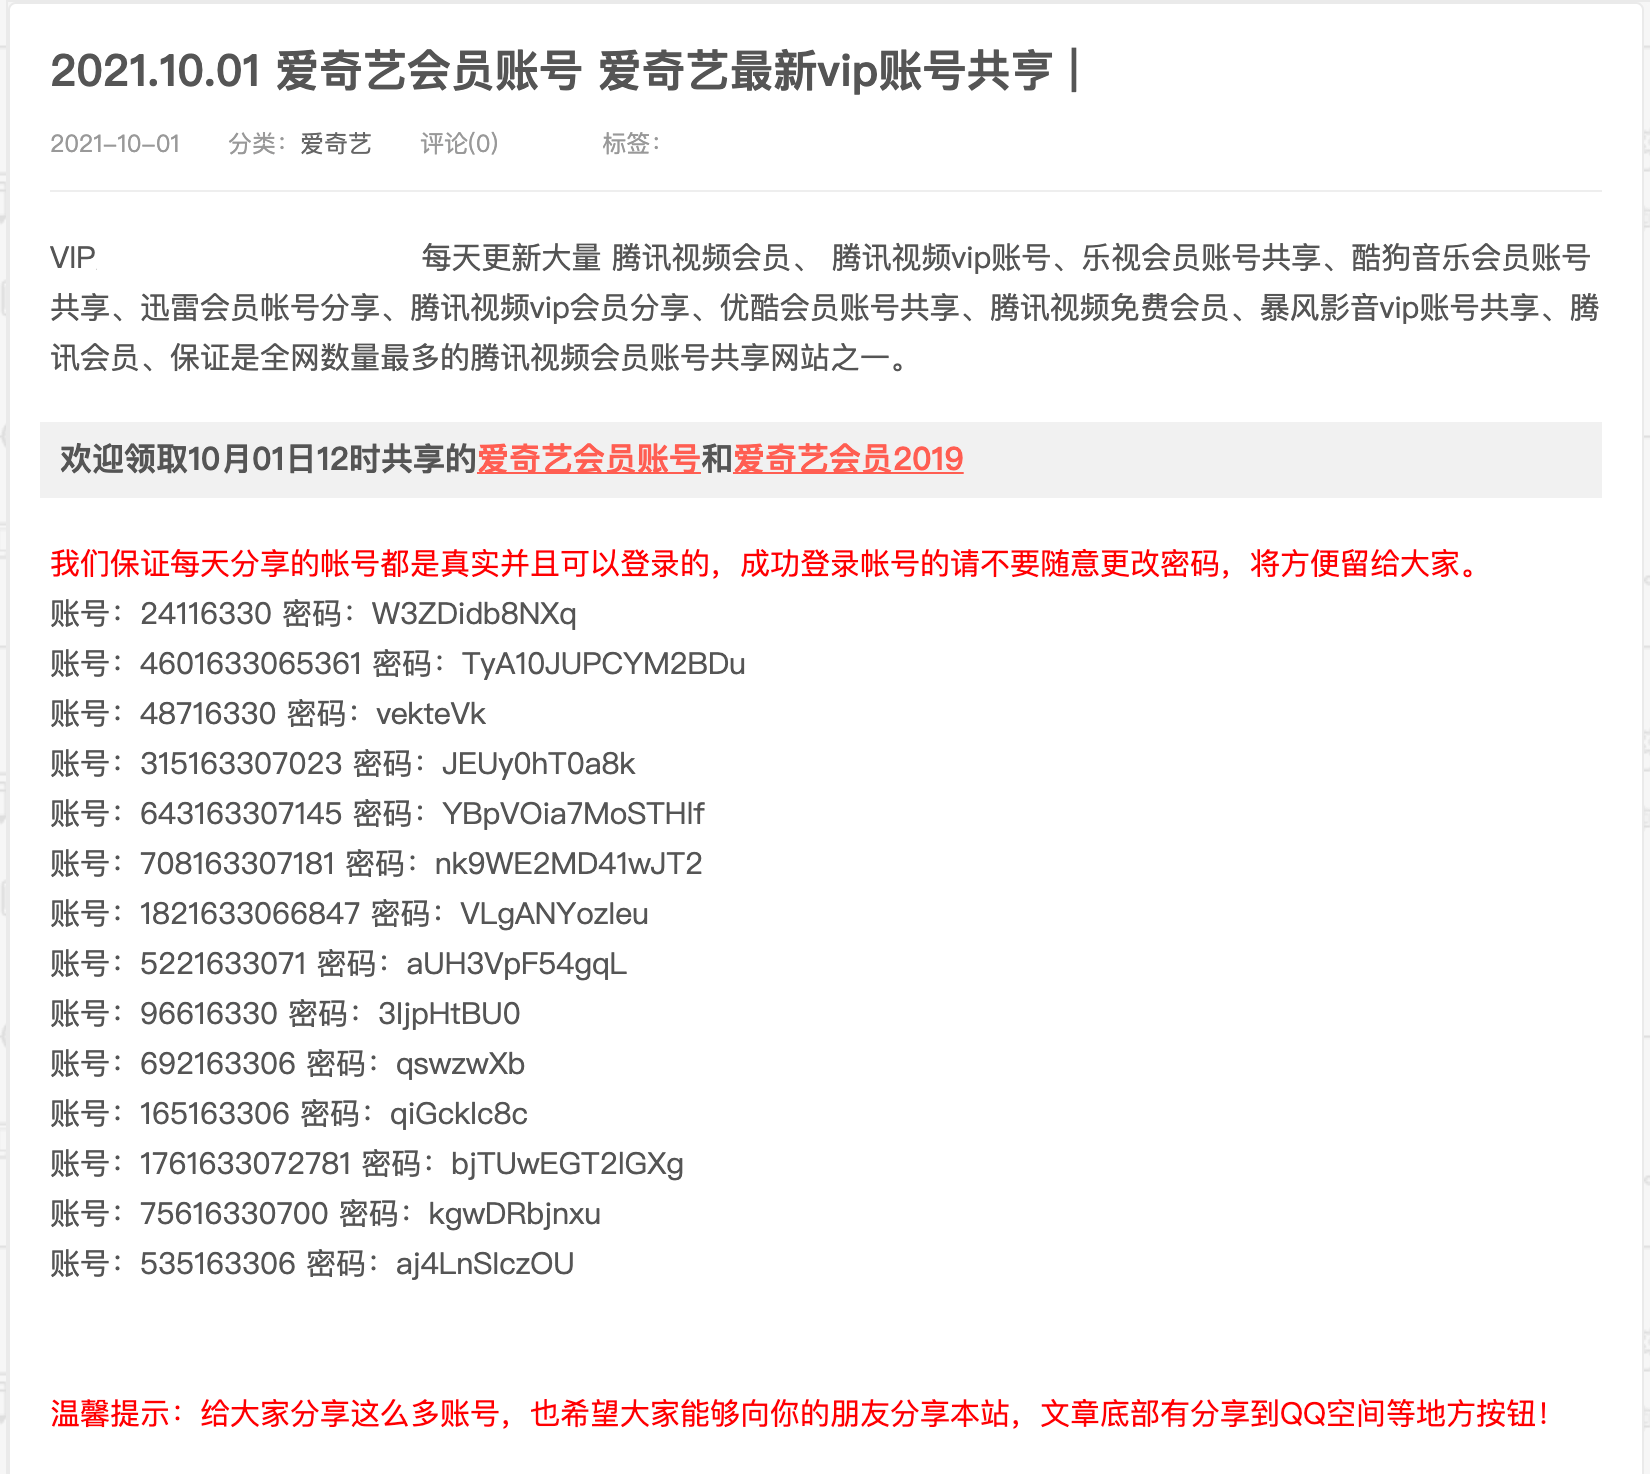 2021.10.01 爱奇艺会员账号 爱奇艺最新vip账号共亨 |
2021-10-01 分类：爱奇艺 评论(0) 标签：
VIP 每天更新大量 腾讯视频会员、 腾讯视频vip账号、乐视会员账号共享、酷狗音乐会员账号
共享、迅雷会员帐号分享、腾讯视频vip会员分享、优酷会员账号共享、腾讯视频免费会员、暴风影音vip账号共享、腾
讯会员、保证是全网数量最多的腾讯视频会员账号共享网站之一。
欢迎领取10月01日12时共享的爱奇艺会员账号和爱奇艺会员2019
我们保证每天分享的帐号都是真实并且可以登录的，成功登录帐号的请不要随意更改密码，将方便留给大家。
账号：24116330 密码：W3ZDidb8NXq
账号：4601633065361 密码：TyA10JUPCYM2BDu
账号：48716330 密码：vekteVk
账号：315163307023 密码：JEUy0hT0a8k
账号：643163307145 密码：YBpVOia7MoSTHlf
账号：708163307181 密码：nk9WE2MD41wJT2
账号：1821633066847 密码：VLgANYozleu
账号：5221633071 密码：aUH3VpF54gqL
账号：96616330 密码：3IjpHtBU0
账号：692163306 密码：qswzwXb
账号：165163306 密码：qiGcklc8c
账号：1761633072781 密码：bjTUwEGT2lGXg
账号：75616330700 密码：kgwDRbjnxu
账号：535163306 密码：aj4LnSlczOU
温馨提示：给大家分享这么多账号，也希望大家能够向你的朋友分享本站，文章底部有分享到QQ空间等地方按钮！